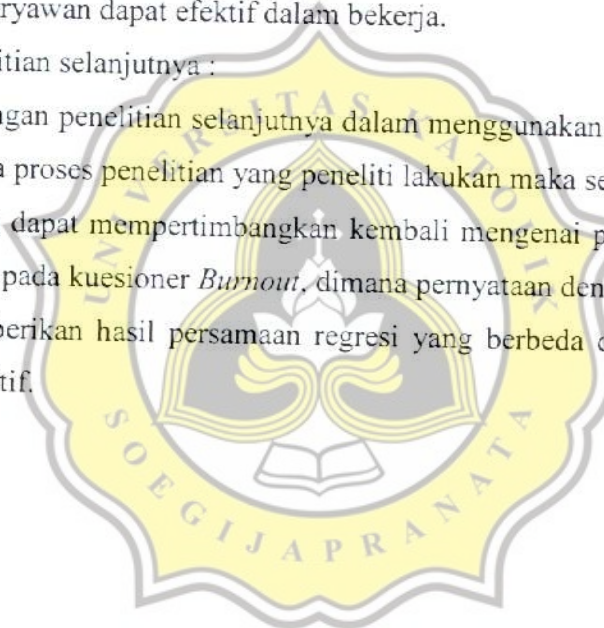 ryawan dapat efektif dalam bekerja.
itian selanjutnya :
ngan penelitian selanjutnya dalam menggunakan
a proses penelitian yang peneliti lakukan maka se
dapat mempertimbangkan kembali mengenai p
pada kuesioner Burnout, dimana pernyataan den
berikan hasil persamaan regresi yang berbeda d
tif.
UNIVERSITAS KATOLIK
SOEGIJAPRANATA